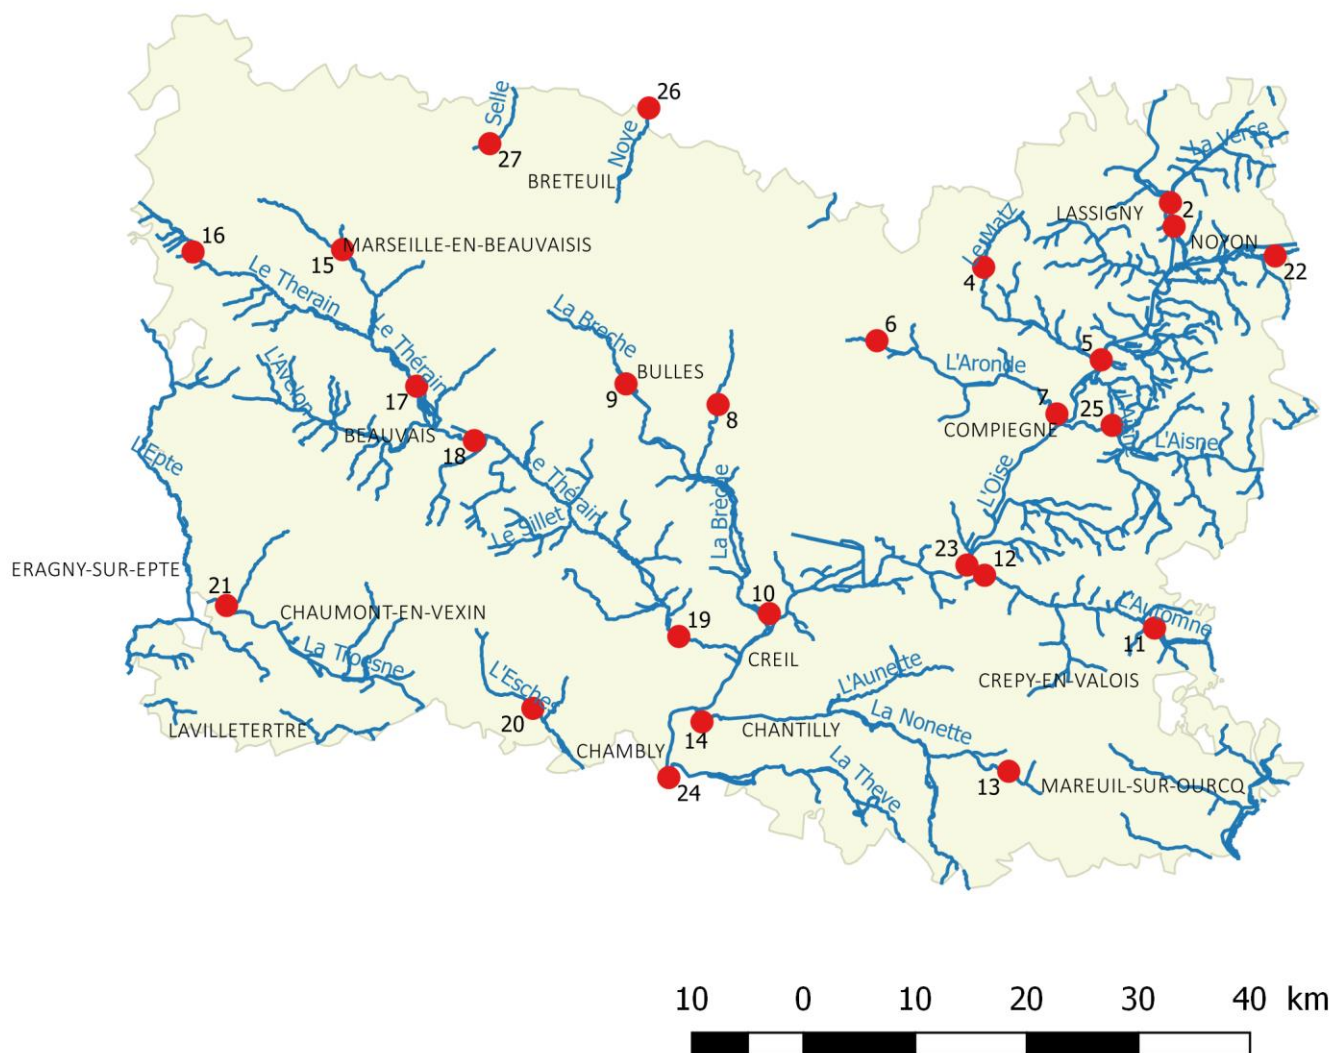 Selle
26
Noye
27
BRETEUIL
La Verse
LASSIGNY
2
NOYON
22
16
15
MARSEILLE-EN-BEAUVAISIS
Le Matz
4
Le Therain
La Breche
6
Le Thérain
L'Aronde
5
L'Avelon
9
BULLES
8
17
7
25
BEAUVAIS
COMPIEGNE
18
L'Aisne
L'Epte
Le Thérain
La Brèche
L'Oise
Le Sillet
ERAGNY-SUR-EPTE
23
12
21
CHAUMONT-EN-VEXIN
10
L'Automne
19
11
La Troesne
CREIL
L'Esches
L'Aunette
CREPY-EN-VALOIS
20
La Nonette
LAVILLETERTRE
14
CHANTILLY
CHAMBLY
La Theve
13
MAREUIL-SUR-OURCQ
24
10 0 10 20 30 40 km